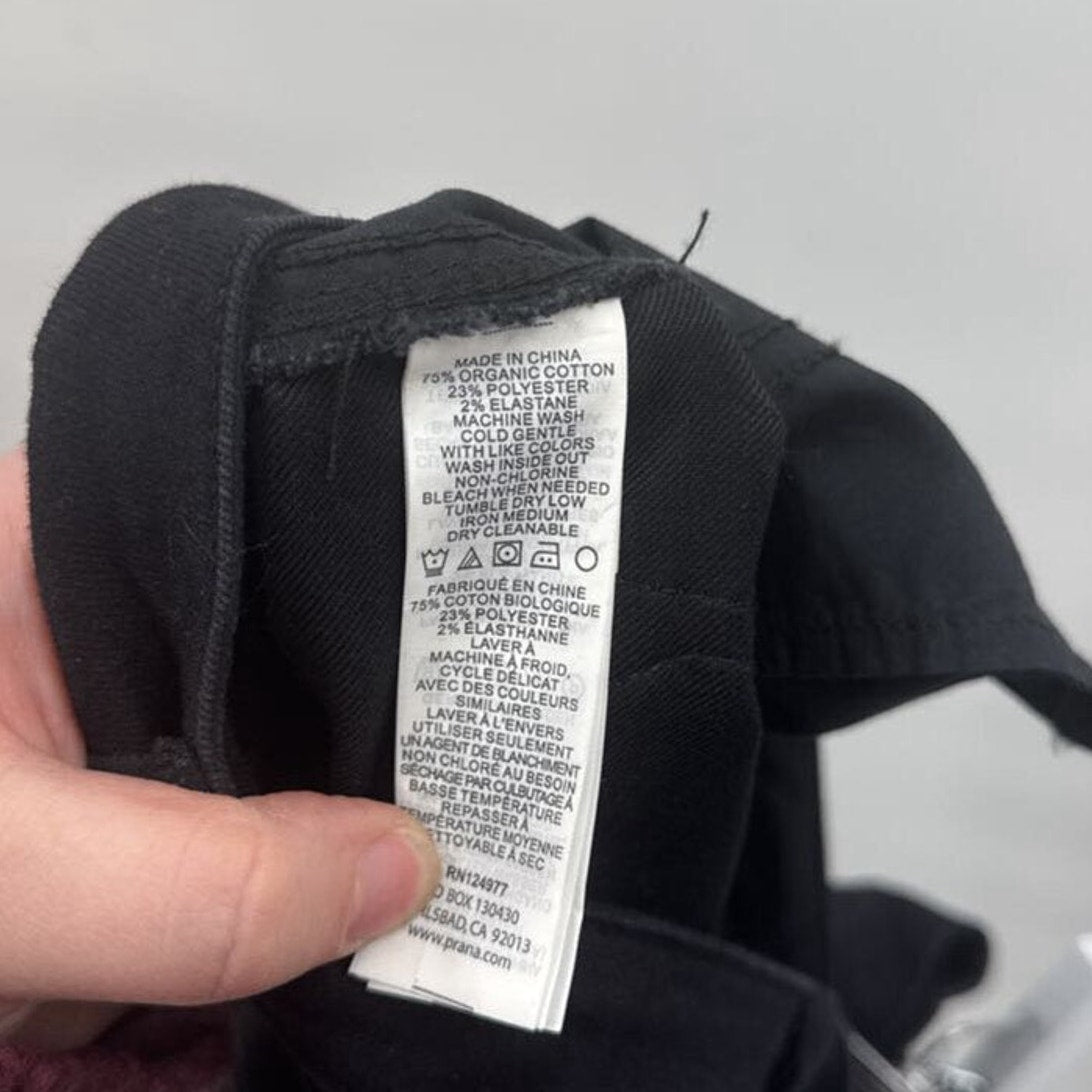 MADE IN CHINA
75% ORGANIC COTTON
23% POLYESTER
2% ELASTANE
MACHINE WASH
COLD GENTLE
WITH LIKE COLORS
WASH INSIDE OUT
NON-CHLORINE
BLEACH WHEN NEEDED
TUMBLE DRY LOW
IRON MEDIUM
DRY CLEANABLE
FABRIQUÉ EN CHINE
75% COTON BIOLOGIQUE
23% POLYESTER
2% ÉLASTHANNE
LAVER À
MACHINE À FROID,
CYCLE DÉLICAT
AVEC DES COULEURS
SIMILAIRES
LAVER À L'ENVERS
UTILISER SEULEMENT
UN AGENT DE BLANCHIMENT
NON CHLORÉ AU BESOIN
SÉCHAGE PAR CULBUTAGE À
BASSE TEMPÉRATURE
REPASSER À
TEMPÉRATURE MOYENNE
ETTOYABLE À SEC
RN124977
O BOX 130430
LSBAD, CA 92013
www.prana.com